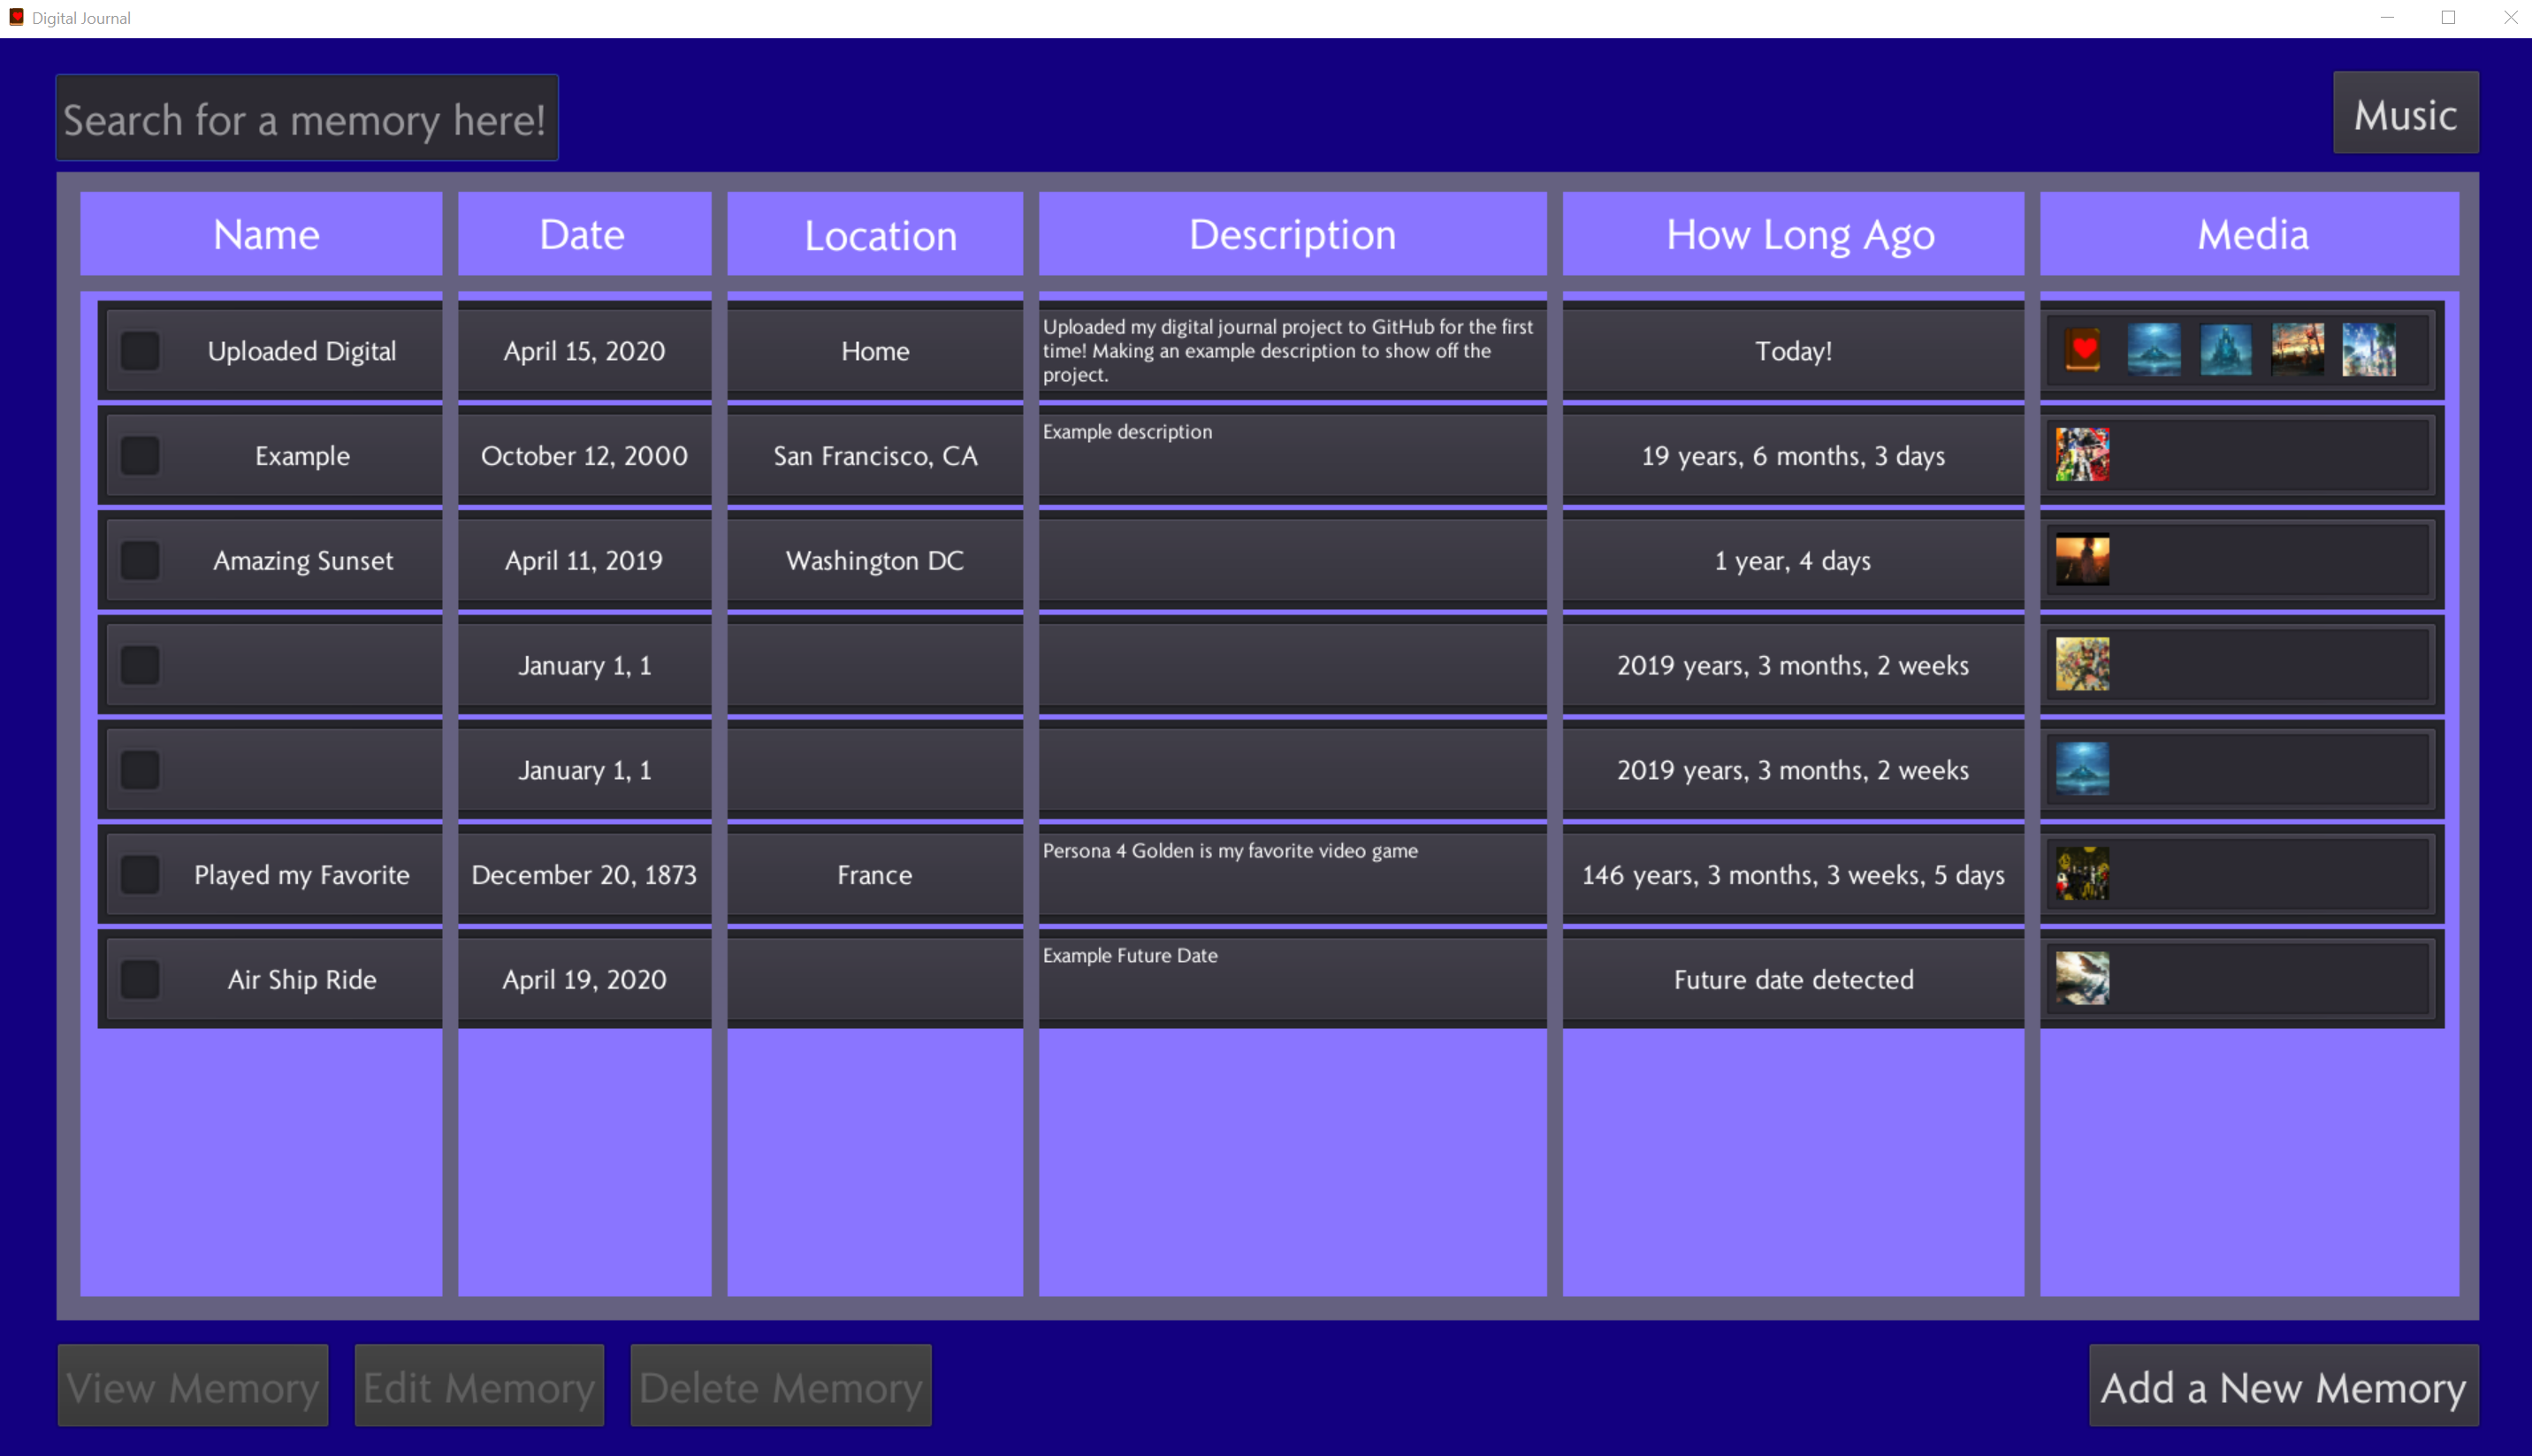 Digital Journal
Search for a memory here!
Music
Name Date Location Description How Long Ago Media
Uploaded Digital April 15, 2020 Home
Uploaded my digital journal project to GitHub for the first
time! Making an example description to show off the
project.
Today!
Example October 12, 2000 San Francisco, CA Example description 19 years, 6 months, 3 days
Amazing Sunset April 11, 2019 Washington DC 1 year, 4 days
January 1, 1 2019 years, 3 months, 2 weeks
January 1, 1 2019 years, 3 months, 2 weeks
Played my Favorite December 20, 1873 France Persona 4 Golden is my favorite video game 146 years, 3 months, 3 weeks, 5 days
Air Ship Ride April 19, 2020 Example Future Date Future date detected
View Memory Edit Memory Delete Memory Add a New Memory